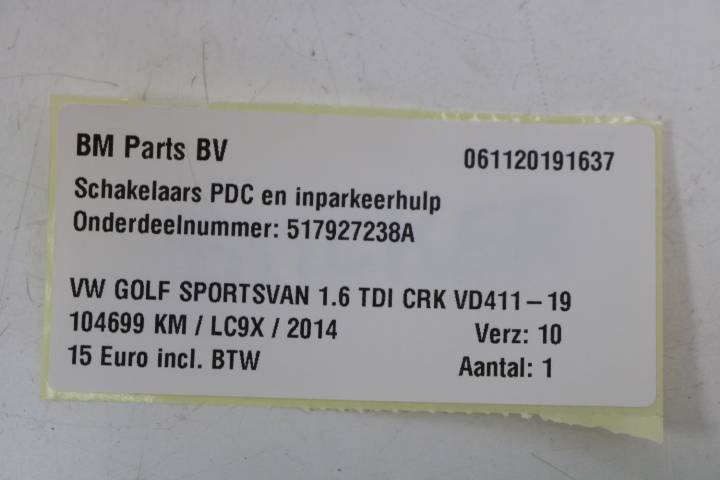 BM Parts BV 061120191637
Schakelaars PDC en inparkeerhulp
Onderdeelnummer: 517927238A
VW GOLF SPORTSVAN 1.6 TDI CRK VD411-19
104699 KM / LC9X / 2014 Verz: 10
15 Euro incl. BTW Aantal: 1